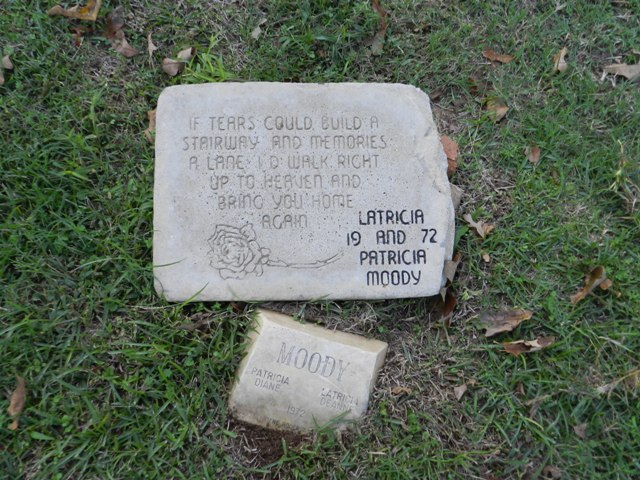 IF TEARS COULD BUILD A
STAIRWAY AND MEMORIES
A LANE I'D WALK RIGHT
UP TO HEAVEN AND
BRING YOU HOME
AGAIN
LATRICIA
19 AND 72
PATRICIA
MOODY
MOODY
PATRICIA
DIANE
LATRICIA
DEANN
1972